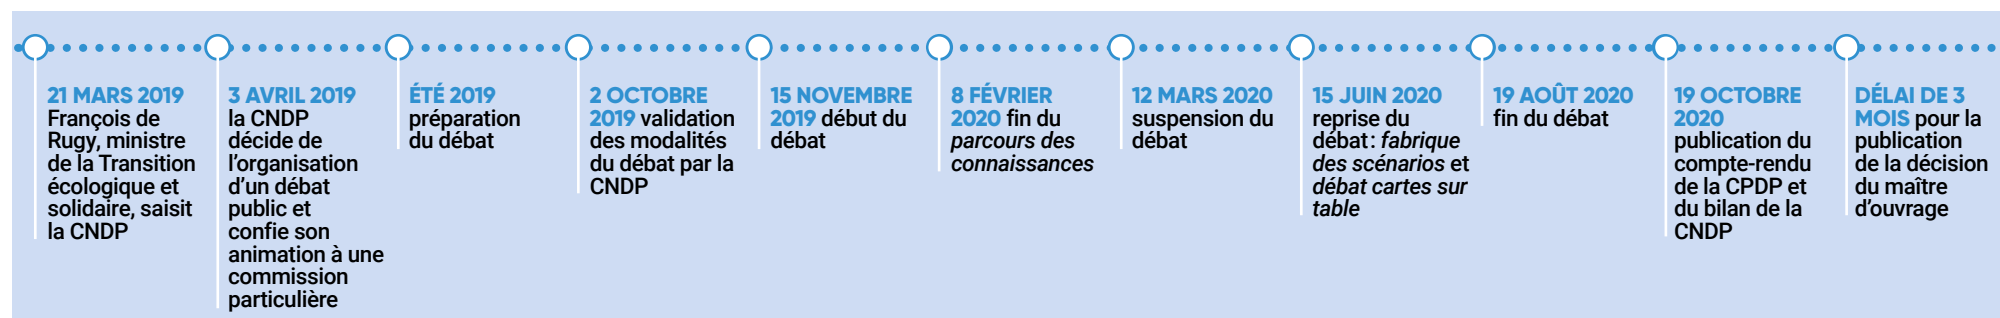 21 MARS 2019
François de
Rugy, ministre
de la Transition
écologique et
solidaire, saisit
la CNDP
3 AVRIL 2019
la CNDP
décide de
l’organisation
d’un débat
public et
confie son
animation à une
commission
particulière
ÉTÉ 2019
préparation
du débat
2 OCTOBRE
2019 validation
des modalités
du débat par la
CNDP
15 NOVEMBRE
2019 début du
débat
8 FÉVRIER
2020 fin du
parcours des
connaissances
12 MARS 2020
suspension du
débat
15 JUIN 2020
reprise du
débat : fabrique
des scénarios et
débat cartes sur
table
19 AOÛT 2020
fin du débat
19 OCTOBRE
2020
publication du
compte-rendu
de la CPDP et
du bilan de la
CNDP
DÉLAI DE 3
MOIS pour la
publication
de la décision
du maître
d’ouvrage